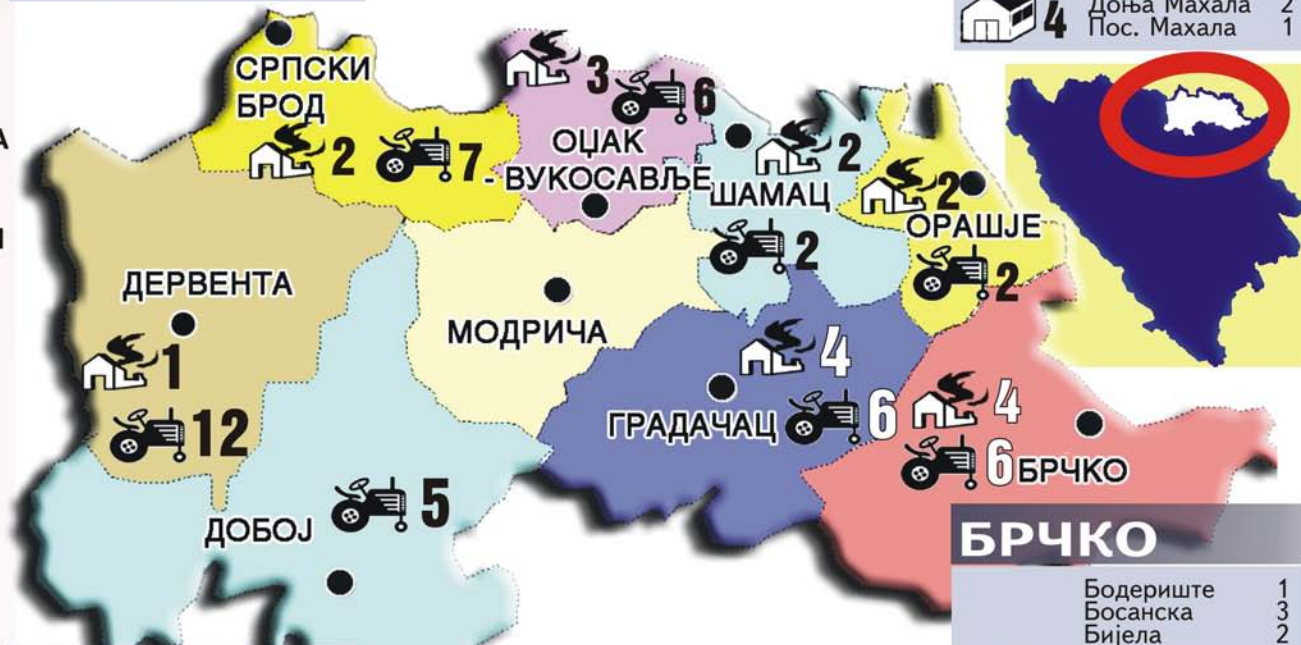 4 Доња Махала 2
Пос. Махала 1
А
И
СРПСКИ
БРОД
2
7
3
6
ОЏАК
- ВУКОСАВЉЕ
2
ШАМАЦ
2
2
ОРАШЈЕ
2
ДЕРВЕНТА
1
12
МОДРИЧА
4
ГРАДАЧАЦ
6
4
6 БРЧКО
ДОБОЈ
5
БРЧКО
Бодериште 1
Босанска 3
Бијела 2